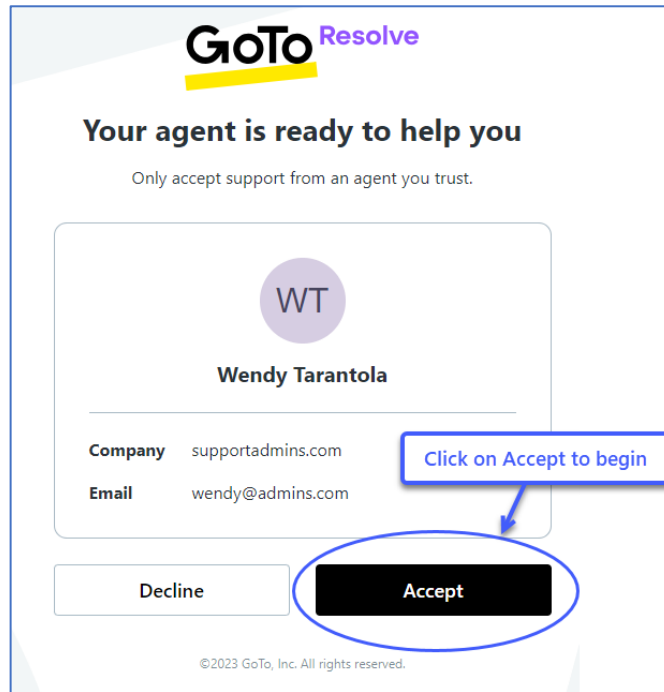 GoTo Resolve
Your agent is ready to help you
Only accept support from an agent you trust.
WT
Wendy Tarantola
Company supportadmins.com
Email wendy@admins.com
Click on Accept to begin
Decline
Accept
©2023 GoTo, Inc. All rights reserved.